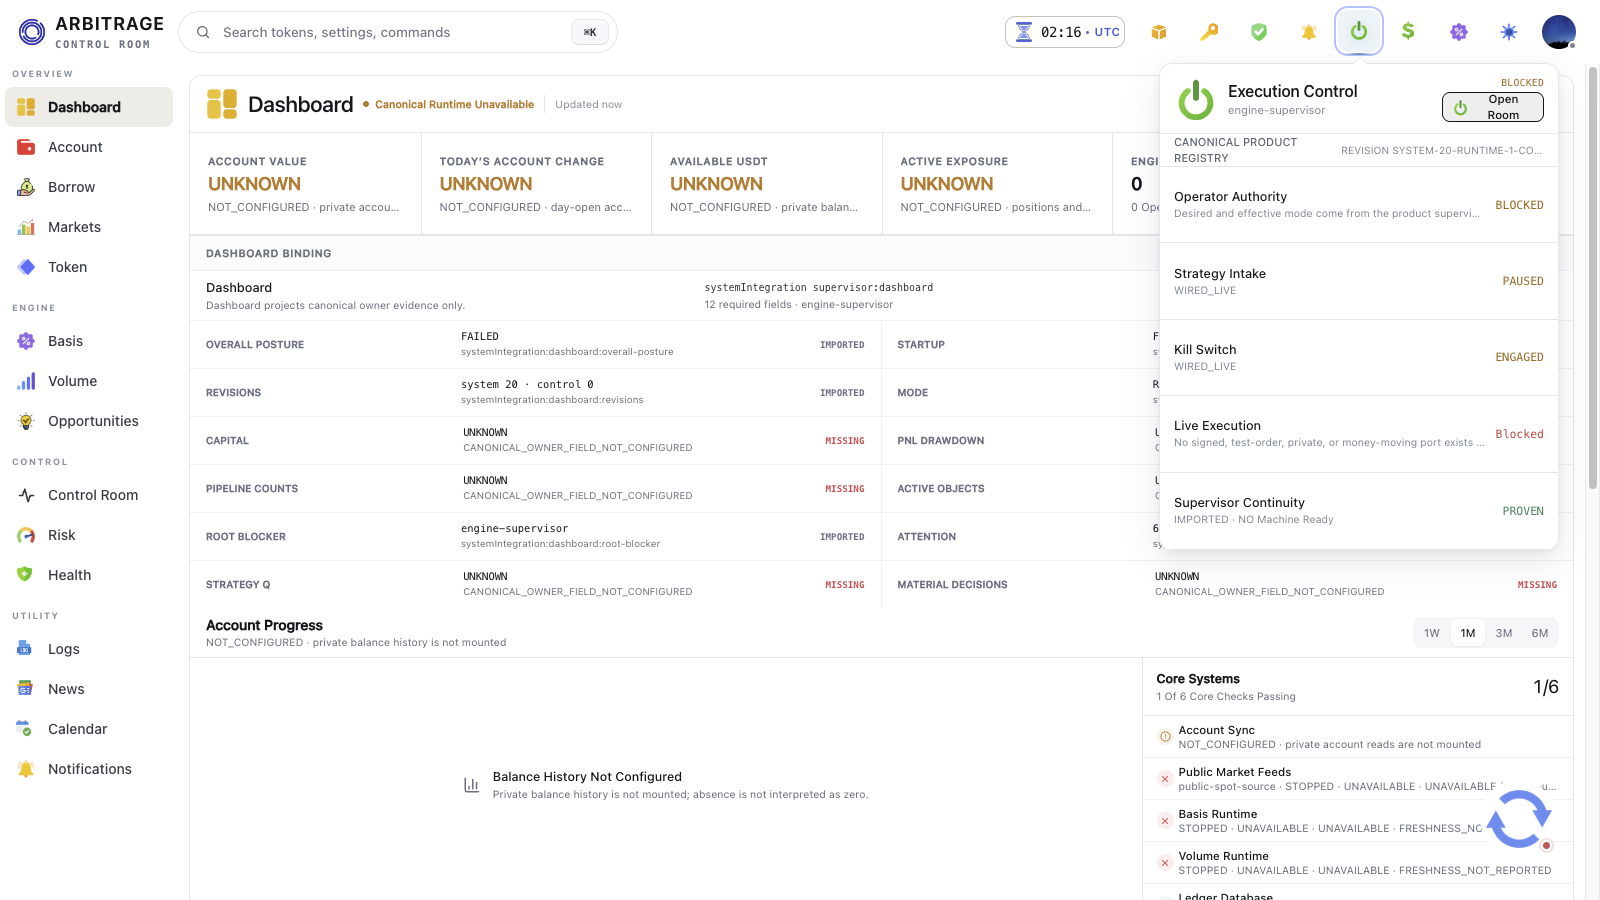 ARBITRAGE
CONTROL ROOM
Search tokens, settings, commands
⌘K
02:16 • UTC
OVERVIEW
Dashboard
Account
Borrow
Markets
Token
ENGINE
Basis
Volume
Opportunities
CONTROL
Control Room
Risk
Health
UTILITY
Logs
News
Calendar
Notifications
Dashboard
Canonical Runtime Unavailable
Updated now
ACCOUNT VALUE
UNKNOWN
NOT_CONFIGURED · private accou...
TODAY'S ACCOUNT CHANGE
UNKNOWN
NOT_CONFIGURED · day-open acc...
AVAILABLE USDT
UNKNOWN
NOT_CONFIGURED · private balan...
ACTIVE EXPOSURE
UNKNOWN
NOT_CONFIGURED · positions and...
ENGI
0
0 Ope
DASHBOARD BINDING
Dashboard
Dashboard projects canonical owner evidence only.
systemIntegration supervisor:dashboard
12 required fields · engine-supervisor
OVERALL POSTURE
FAILED
systemIntegration:dashboard:overall-posture
IMPORTED
STARTUP
REVISIONS
system 20 · control 0
systemIntegration:dashboard:revisions
IMPORTED
MODE
CAPITAL
UNKNOWN
CANONICAL_OWNER_FIELD_NOT_CONFIGURED
MISSING
PNL DRAWDOWN
PIPELINE COUNTS
UNKNOWN
CANONICAL_OWNER_FIELD_NOT_CONFIGURED
MISSING
ACTIVE OBJECTS
ROOT BLOCKER
engine-supervisor
systemIntegration:dashboard:root-blocker
IMPORTED
ATTENTION
STRATEGY Q
UNKNOWN
CANONICAL_OWNER_FIELD_NOT_CONFIGURED
MISSING
MATERIAL DECISIONS
UNKNOWN
CANONICAL_OWNER_FIELD_NOT_CONFIGURED
MISSING
Execution Control
engine-supervisor
BLOCKED
Open Room
CANONICAL PRODUCT REGISTRY
REVISION SYSTEM-20-RUNTIME-1-CO...
Operator Authority
Desired and effective mode come from the product supervi...
BLOCKED
Strategy Intake
WIRED_LIVE
PAUSED
Kill Switch
WIRED_LIVE
ENGAGED
Live Execution
No signed, test-order, private, or money-moving port exists ...
Blocked
Supervisor Continuity
IMPORTED · NO Machine Ready
PROVEN
Account Progress
NOT_CONFIGURED · private balance history is not mounted
1W
1M
3M
6M
Balance History Not Configured
Private balance history is not mounted; absence is not interpreted as zero.
Core Systems
1 Of 6 Core Checks Passing
1/6
Account Sync
NOT_CONFIGURED · private account reads are not mounted
Public Market Feeds
public-spot-source · STOPPED · UNAVAILABLE · UNAVAILABLE
Basis Runtime
STOPPED · UNAVAILABLE · UNAVAILABLE · FRESHNESS_NO
Volume Runtime
STOPPED · UNAVAILABLE · UNAVAILABLE · FRESHNESS_NOT_REPORTED
Ledger Database